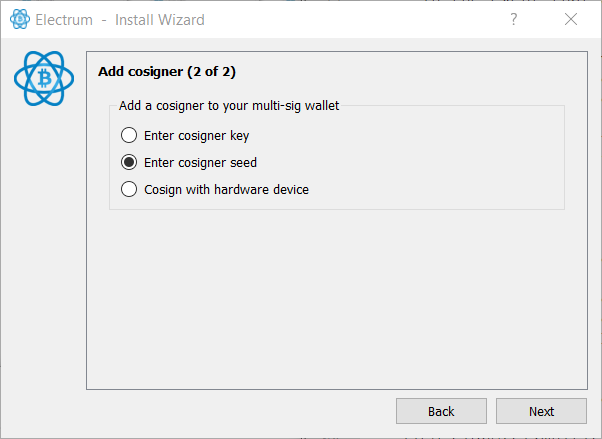 Electrum - Install Wizard
Add cosigner (2 of 2)
Add a cosigner to your multi-sig wallet
Enter cosigner key
Enter cosigner seed
Cosign with hardware device
Back Next